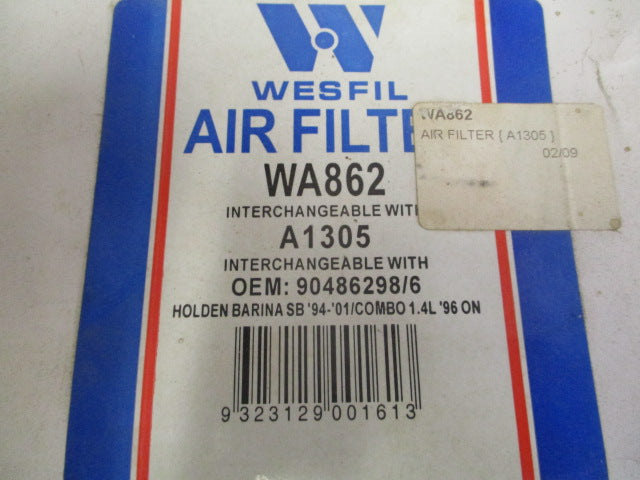 WESFIL
AIR FILTE
WA862
INTERCHANGEABLE WITH
A1305
INTERCHANGEABLE WITH
OEM: 90486298/6
HOLDEN BARINA SB '94-'01/COMBO 1.4L '96 ON
9 323129 001613
WA862
AIR FILTER ( A1305 )
02/09